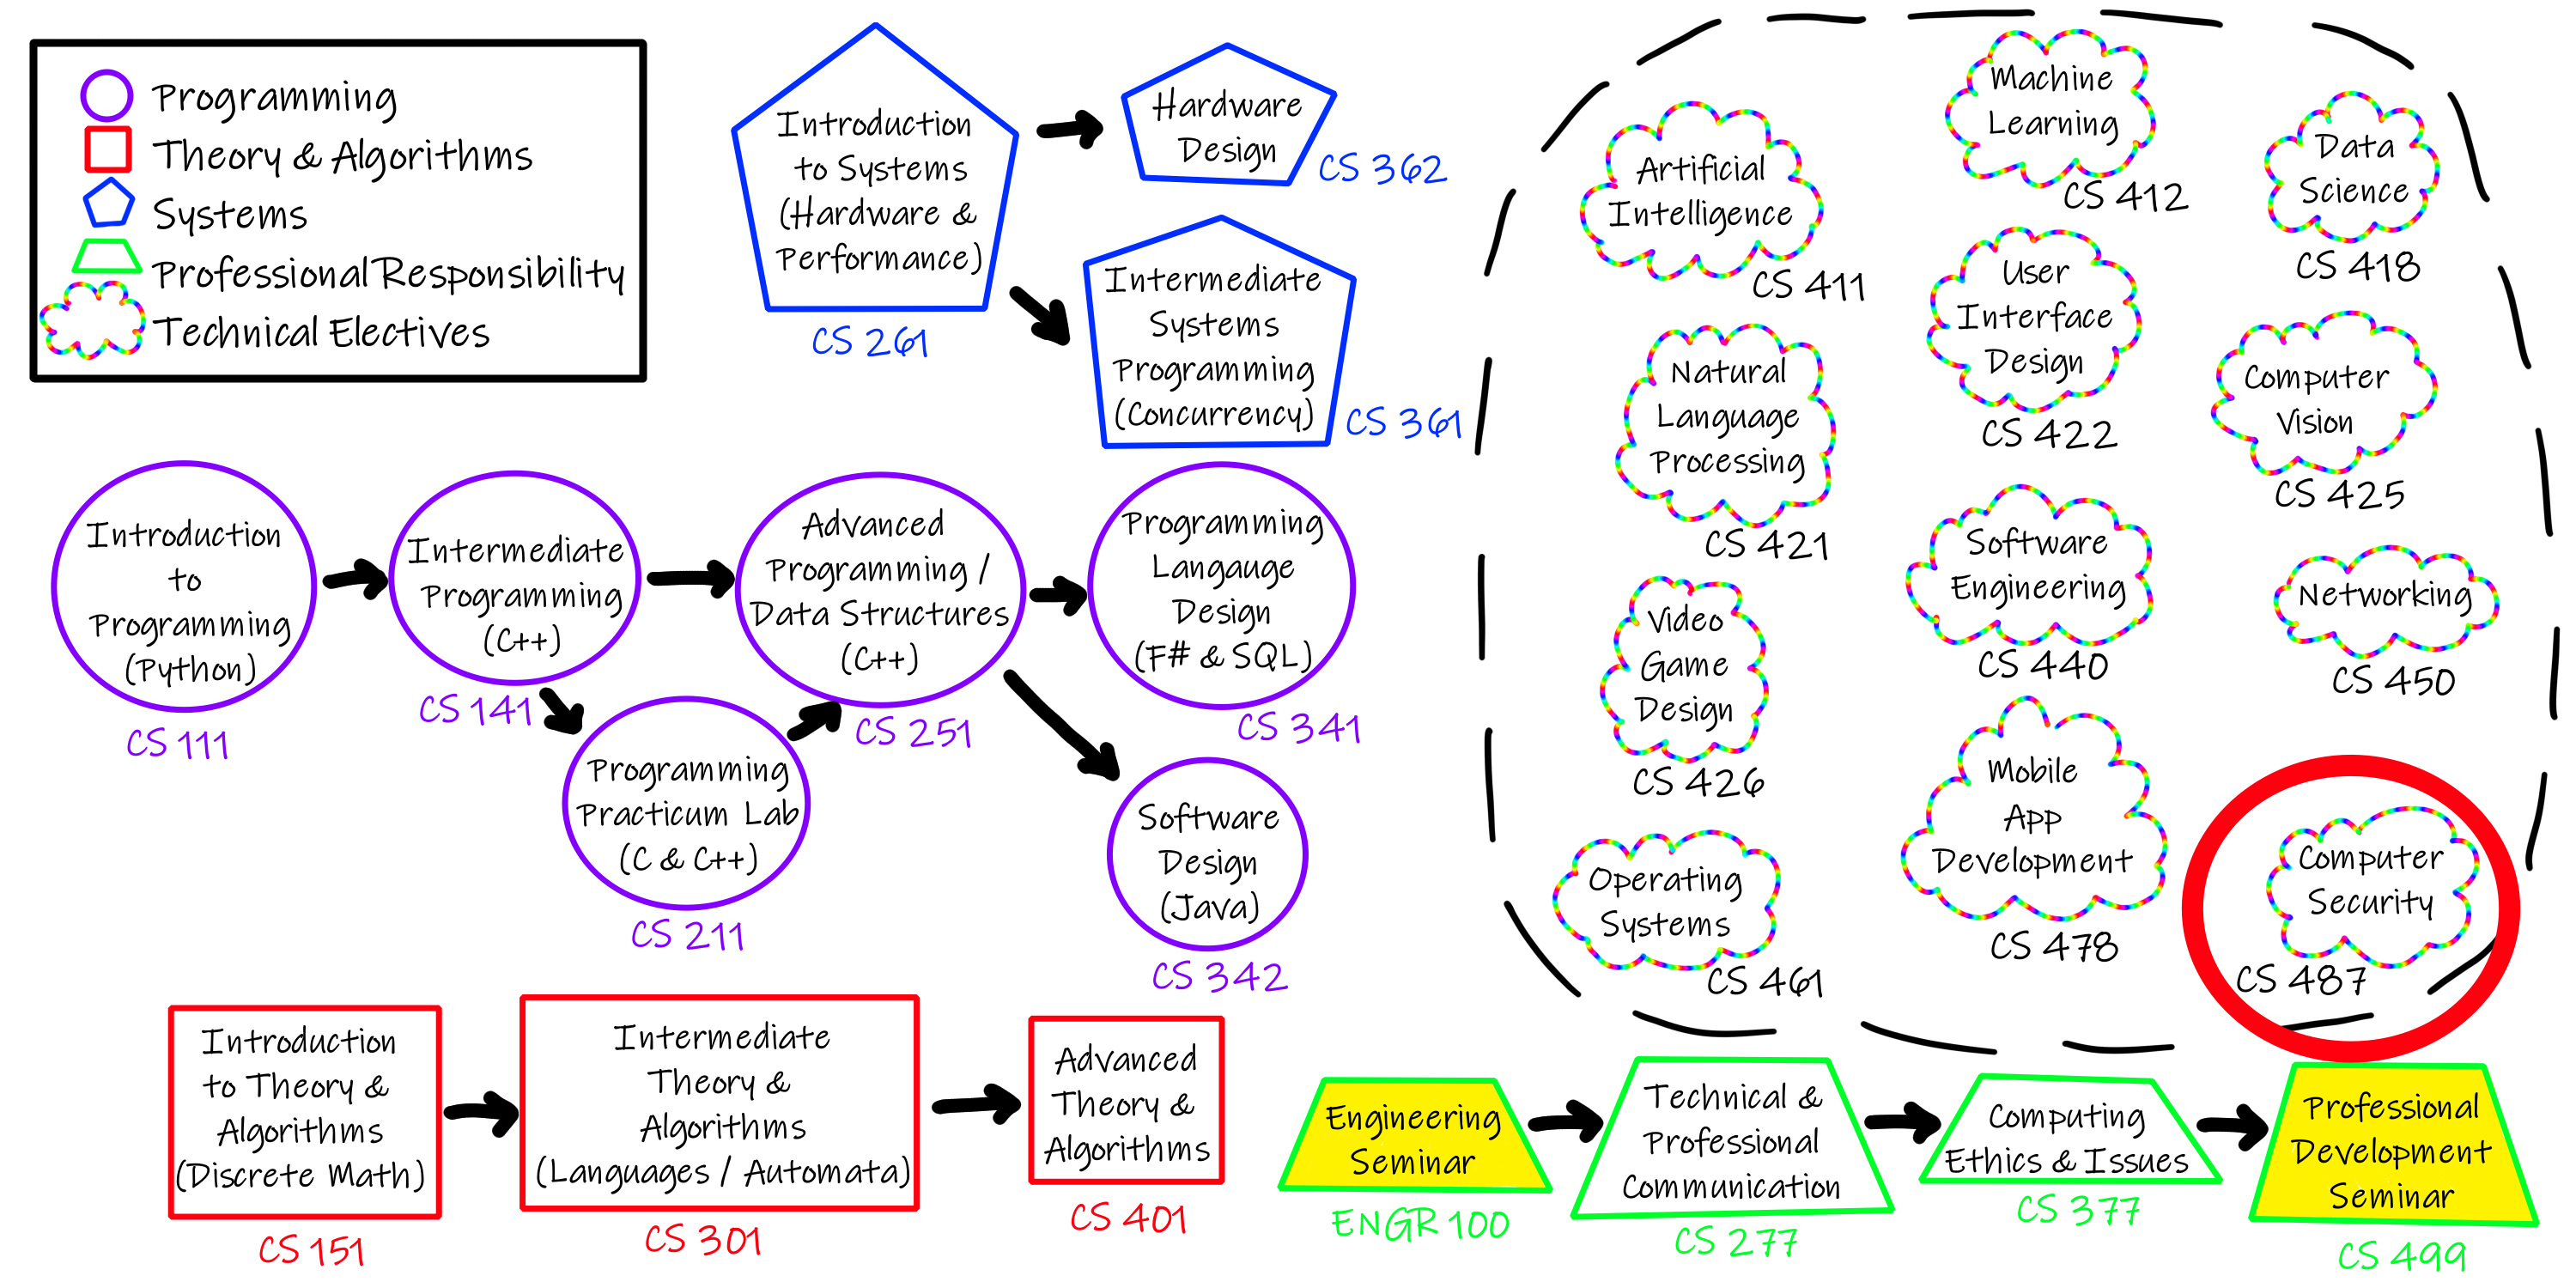 Programming
Theory & Algorithms
Systems
Professional Responsibility
Technical Electives
Introduction
to Systems
(Hardware &
Performance)
CS 261
Hardware
Design
CS 362
Intermediate
Systems
Programming
(Concurrency)
CS 361
Introduction
to
Programming
(Python)
CS 111
Intermediate
Programming
(C++)
CS 141
Programming
Practicum Lab
(C & C++)
CS 211
Advanced
Programming /
Data Structures
(C++)
CS 251
Programming
Langauge
Design
(F# & SQL)
CS 341
Software
Design
(Java)
CS 342
Introduction
to Theory &
Algorithms
(Discrete Math)
CS 151
Intermediate
Theory &
Algorithms
(Languages / Automata)
CS 301
Advanced
Theory &
Algorithms
CS 401
Artificial
Intelligence
CS 411
Machine
Learning
CS 412
Data
Science
CS 418
Natural
Language
Processing
CS 421
User
Interface
Design
CS 422
Computer
Vision
CS 425
Video
Game
Design
CS 426
Software
Engineering
CS 440
Networking
CS 450
Operating
Systems
CS 461
Mobile
App
Development
CS 478
Computer
Security
CS 487
Engineering
Seminar
ENGR 100
Technical &
Professional
Communication
CS 277
Computing
Ethics & Issues
CS 377
Professional
Development
Seminar
CS 499